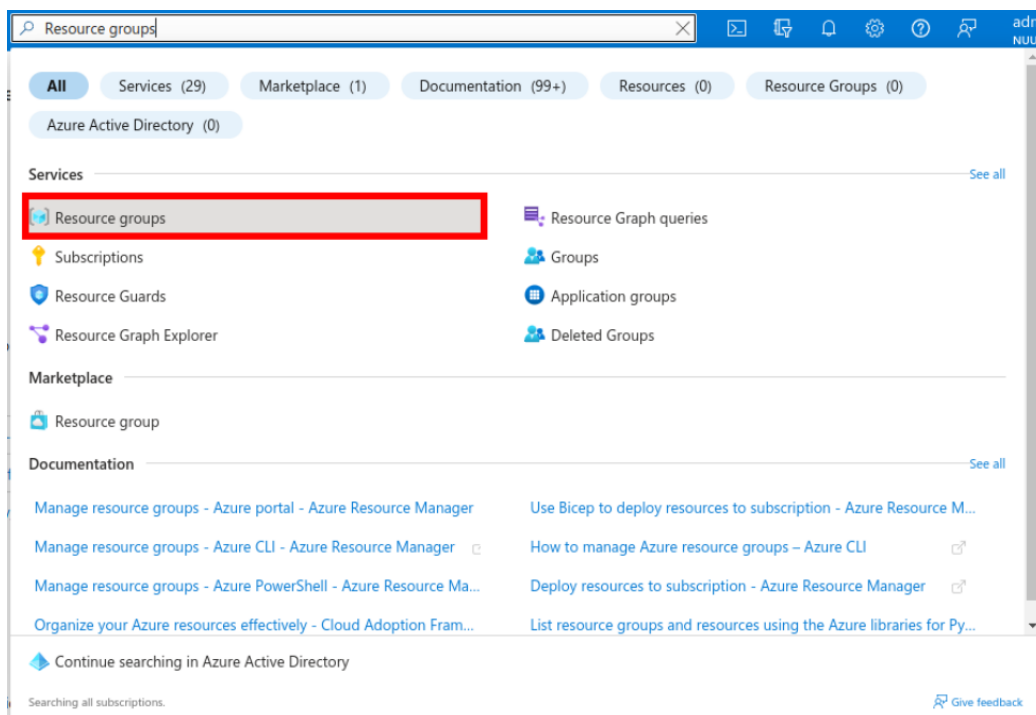 Resource groups
adr
NUU
All
Services (29)
Marketplace (1)
Documentation (99+)
Resources (0)
Resource Groups (0)
Azure Active Directory (0)
Services
See all
Resource groups
Resource Graph queries
Subscriptions
Groups
Resource Guards
Application groups
Resource Graph Explorer
Deleted Groups
Marketplace
Resource group
Documentation
See all
Manage resource groups - Azure portal - Azure Resource Manager
Use Bicep to deploy resources to subscription - Azure Resource M...
Manage resource groups - Azure CLI - Azure Resource Manager
How to manage Azure resource groups – Azure CLI
Manage resource groups - Azure PowerShell - Azure Resource Ma...
Deploy resources to subscription - Azure Resource Manager
Organize your Azure resources effectively - Cloud Adoption Fram...
List resource groups and resources using the Azure libraries for Py...
Continue searching in Azure Active Directory
Searching all subscriptions.
Give feedback